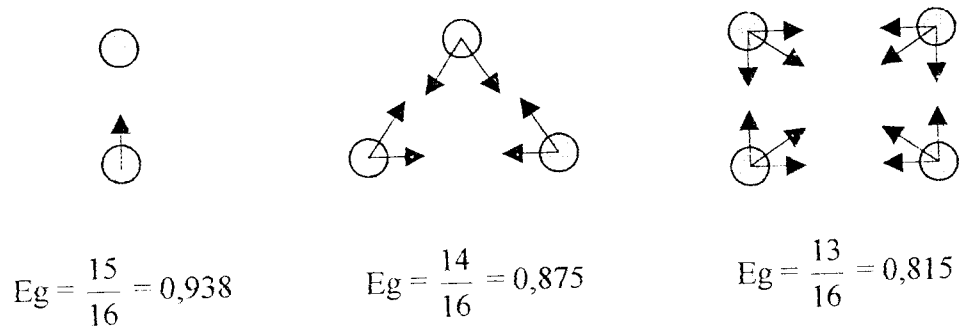 Eg = 15/16 = 0,938
Eg = 14/16 = 0,875
Eg = 13/16 = 0,815